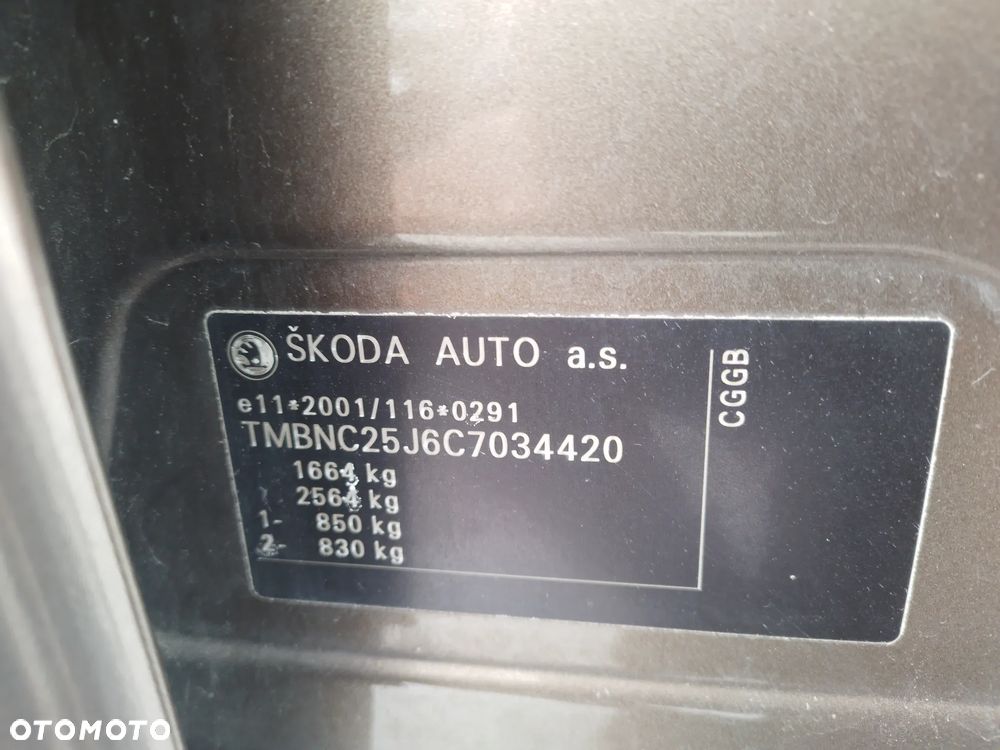 ŠKODA AUTO a.s.
e11*2001/116*0291
TMBNC25J6C7034420
1664 kg
2564 kg
1- 850 kg
2- 830 kg
CGGB
OTOMOTO